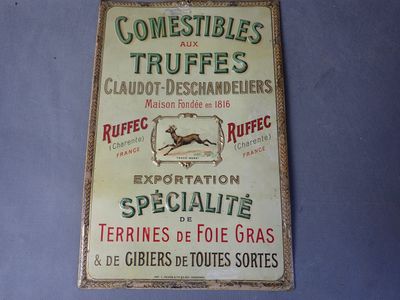 COMESTIBLES
AUX
TRUFFES
CLAUDOT-DESCHANDELIERS
Maison Fondée en 1816
RUFFEC
(Charente)
FRANCE
RUFFEC
(Charente)
FRANCE
EXPORTATION
SPÉCIALITÉ
DE
TERRINES DE FOIE GRAS
& DE GIBIERS DE TOUTES SORTES